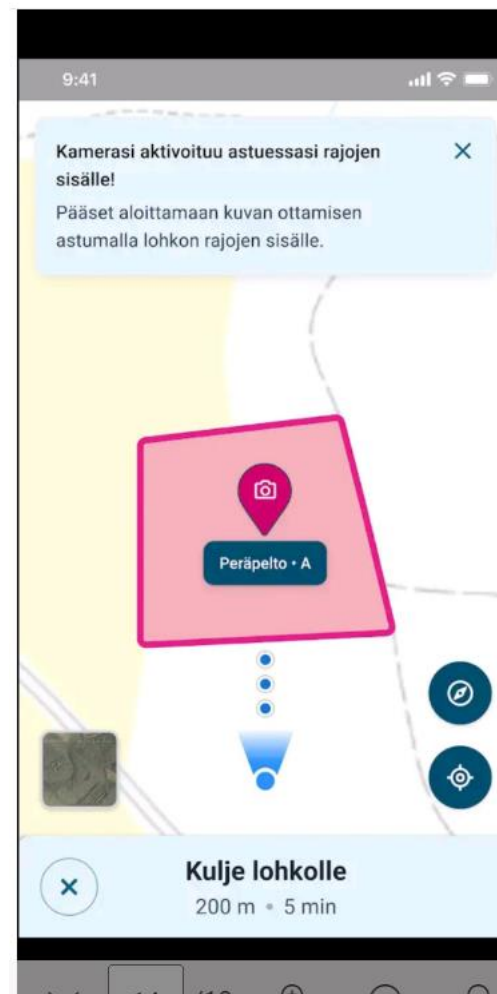 9:41
Kamerasi aktivoituu astuessasi rajojen
sisälle!
Pääset aloittamaan kuvan ottamisen
astumalla lohkon rajojen sisälle.
Peräpelto • A
Kulje lohkolle
200 m • 5 min